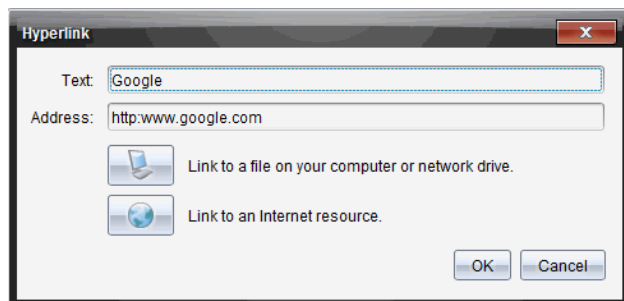 Hyperlink
Text: Google
Address: http:www.google.com
Link to a file on your computer or network drive.
Link to an Internet resource.
OK Cancel